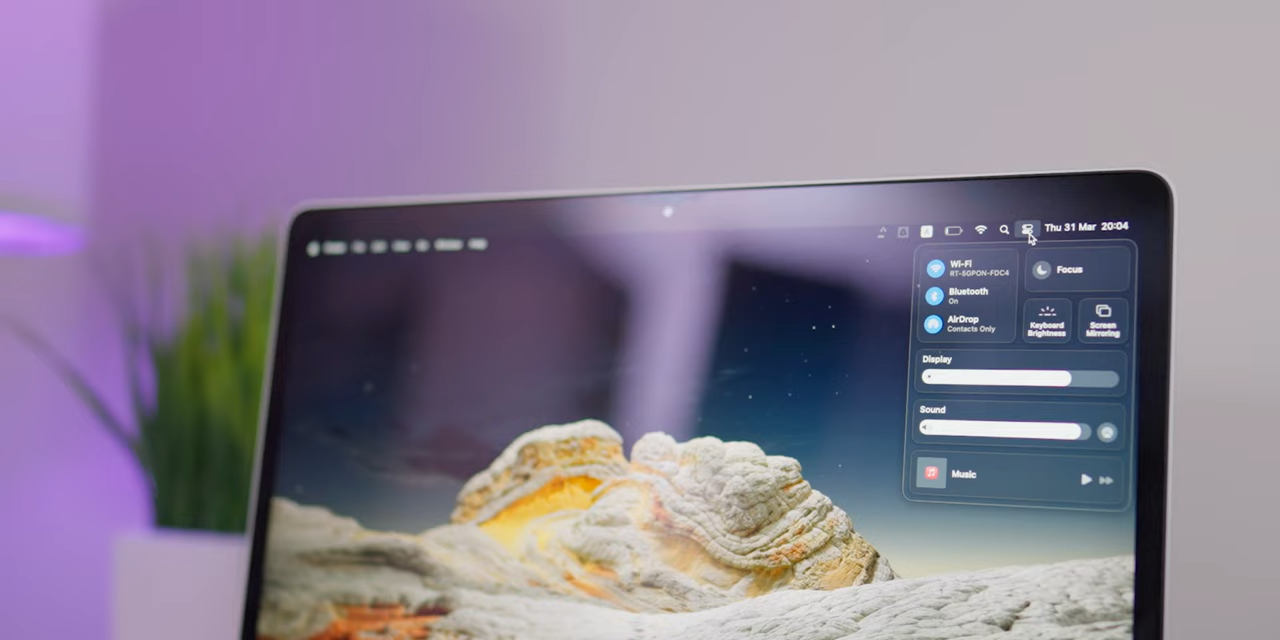 Thu 31 Mar 20:04
Wi-Fi
RT-5GPON-FDC4
Bluetooth
On
AirDrop
Contacts Only
Focus
Keyboard
Brightness
Screen
Mirroring
Display
Sound
Music